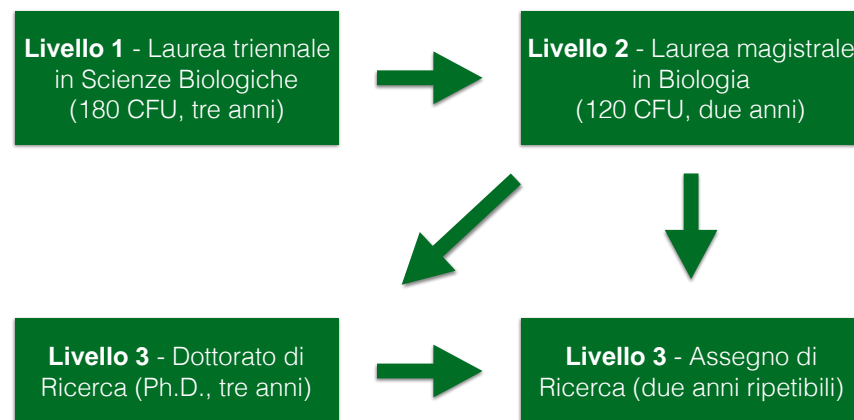 Livello 1 - Laurea triennale
in Scienze Biologiche
(180 CFU, tre anni)
Livello 2 - Laurea magistrale
in Biologia
(120 CFU, due anni)
Livello 3 - Dottorato di
Ricerca (Ph.D., tre anni)
Livello 3 - Assegno di
Ricerca (due anni ripetibili)